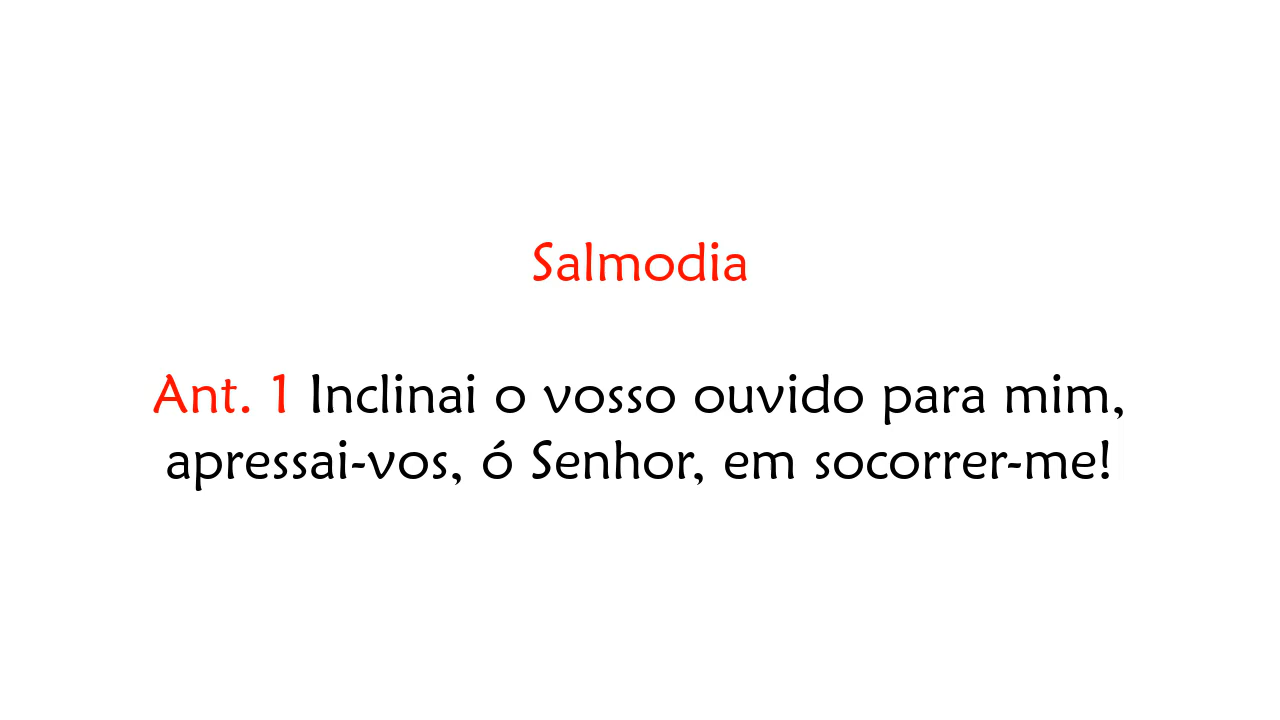 Salmodia
Ant. 1 Inclinai o vosso ouvido para mim,
apressai-vos, ó Senhor, em socorrer-me!